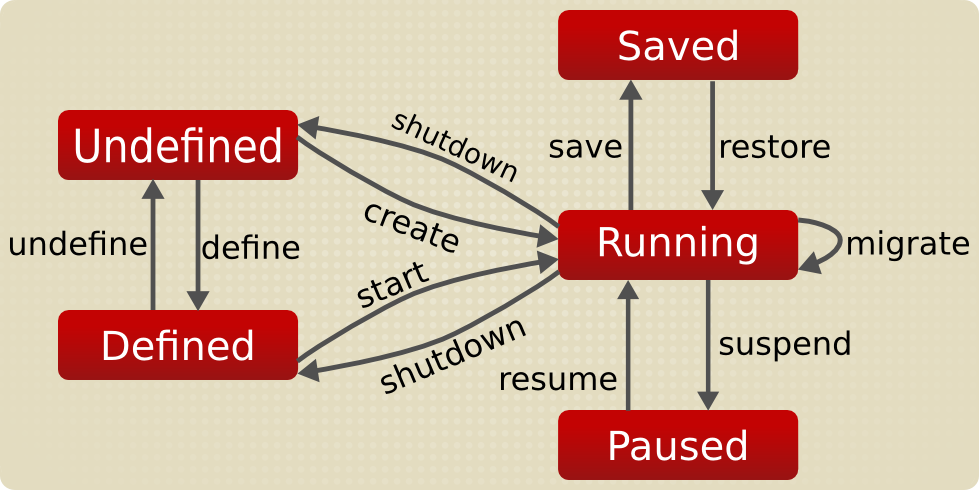 Saved
shutdown
Undefined
save
restore
create
Running
undefine
define
migrate
start
Defined
shutdown
suspend
resume
Paused